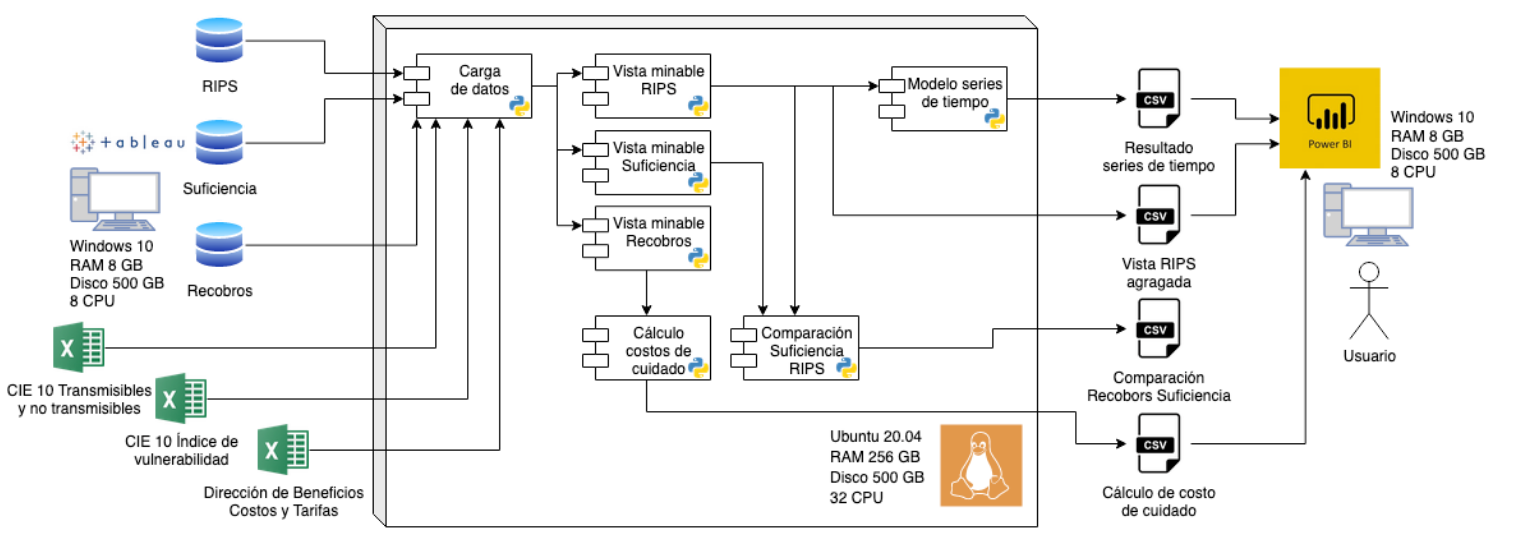 RIPS
+ a b l e a u
Suficiencia
Windows 10
RAM 8 GB
Disco 500 GB
8 CPU
Recobros
X
CIE 10 Transmisibles
y no transmisibles
X
CIE 10 Índice de
vulnerabilidad
X
Dirección de Beneficios
Costos y Tarifas
Carga
de datos
Vista minable
RIPS
Vista minable
Suficiencia
Vista minable
Recobros
Cálculo
costos de
cuidado
Comparación
Suficiencia
RIPS
Modelo series
de tiempo
Ubuntu 20.04
RAM 256 GB
Disco 500 GB
32 CPU
CSV
Resultado
series de tiempo
CSV
Vista RIPS
agragada
CSV
Comparación
Recobors Suficiencia
CSV
Cálculo de costo
de cuidado
Power BI
Windows 10
RAM 8 GB
Disco 500 GB
8 CPU
Usuario